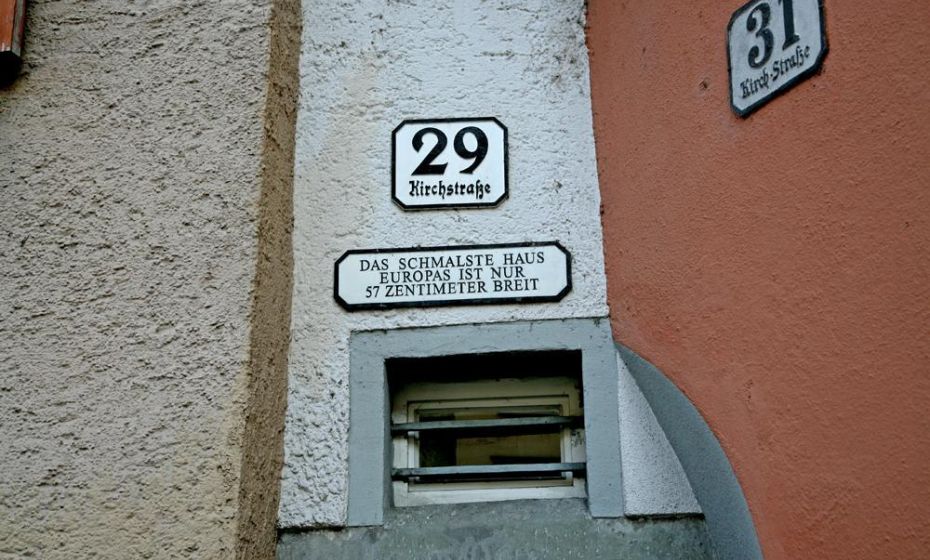 29
Kirchstraße
DAS SCHMALSTE HAUS
EUROPAS IST NUR
57 ZENTIMETER BREIT
31
Kirch-Straße